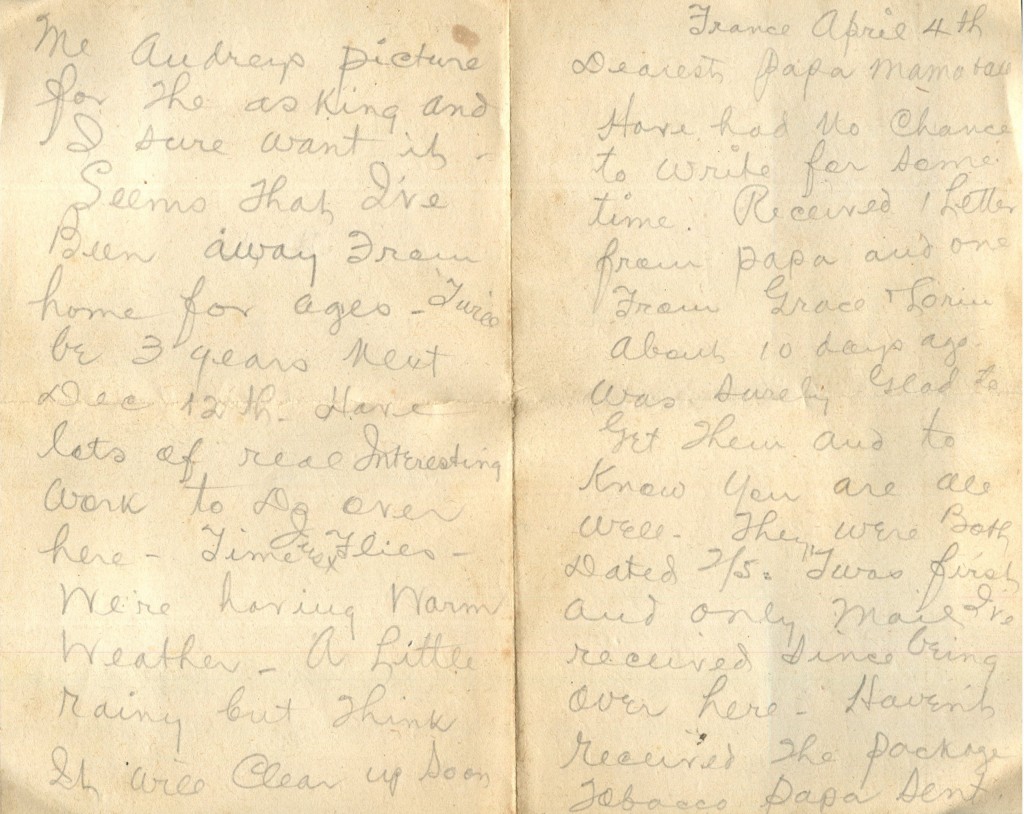 Me Audreys picture
for the asking and
I sure want it -
Seems that I've
Been away From
home for ages - Twice
be 3 years Next
Dec 12th - Have
lots of real Interesting
Work to Do over
here - Time Flies -
We're having Warm
Weather - A Little
rainy but think
It will Clear up Soon
France April 4th
Dearest Papa Mama & all
Have had No Chance
to Write for some
time. Received 1 Letter
from papa and one
From Grace & Lorin
About 10 days ago.
Was surely Glad to
Get Them and to
Know You are all
Well - They were Both
Dated 2/5 = 'Twas first
and only Mail I've
received Since being
Over here - Haven't
received the package
Tobacco Papa Sent.